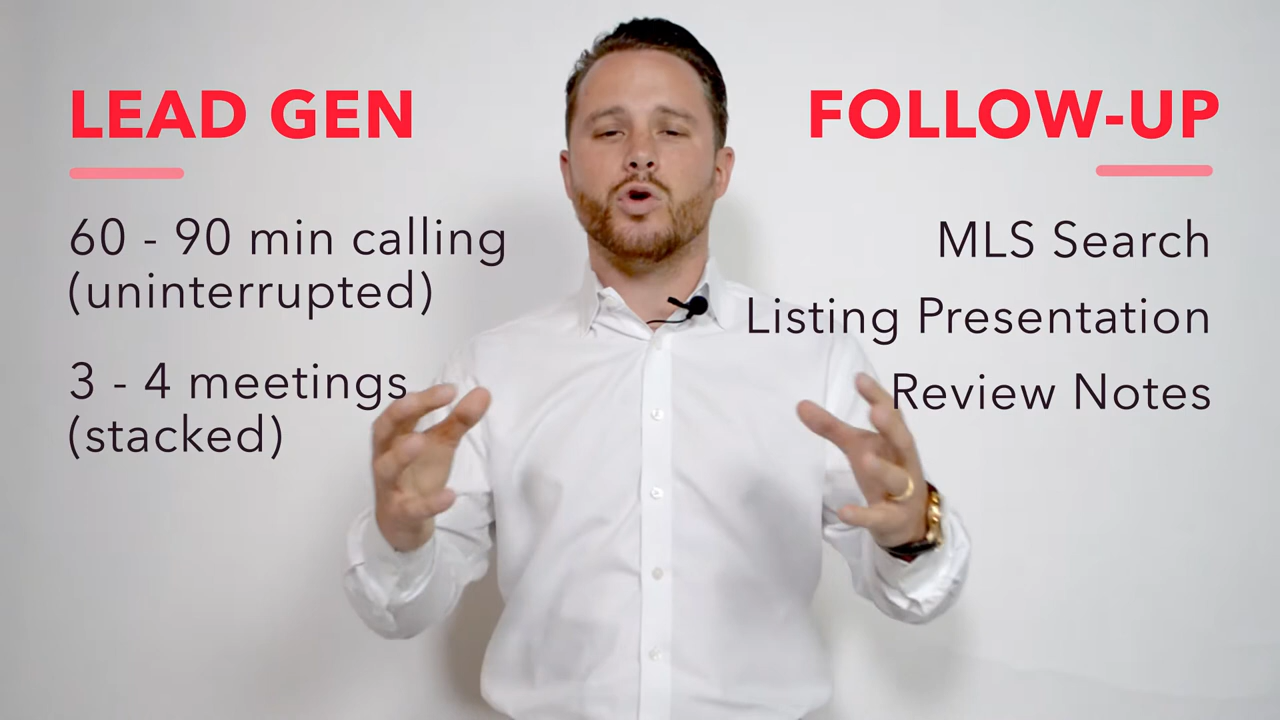 LEAD GEN
60 - 90 min calling
(uninterrupted)
3 - 4 meetings
(stacked)
FOLLOW-UP
MLS Search
Listing Presentation
Review Notes